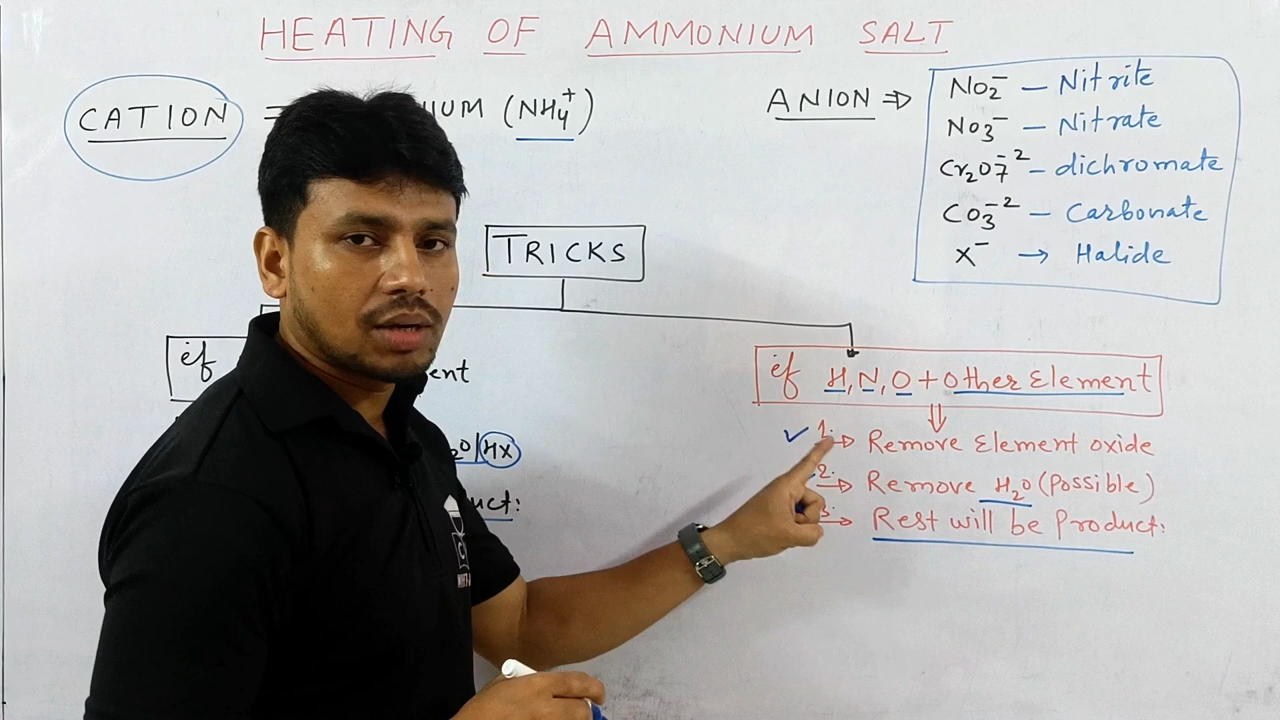 HEATING OF AMMONIUM SALT
CATION = IUM (NH4+)
ANION ⇒
NO2- — Nitrite
NO3- — Nitrate
Cr2O7-2 — dichromate
CO3-2 — Carbonate
X- → Halide
TRICKS
if ent
2O/HX
uct:
if H, N, O + Other Element
1. → Remove Element oxide
2. → Remove H2O (Possible)
3. → Rest will be Product: